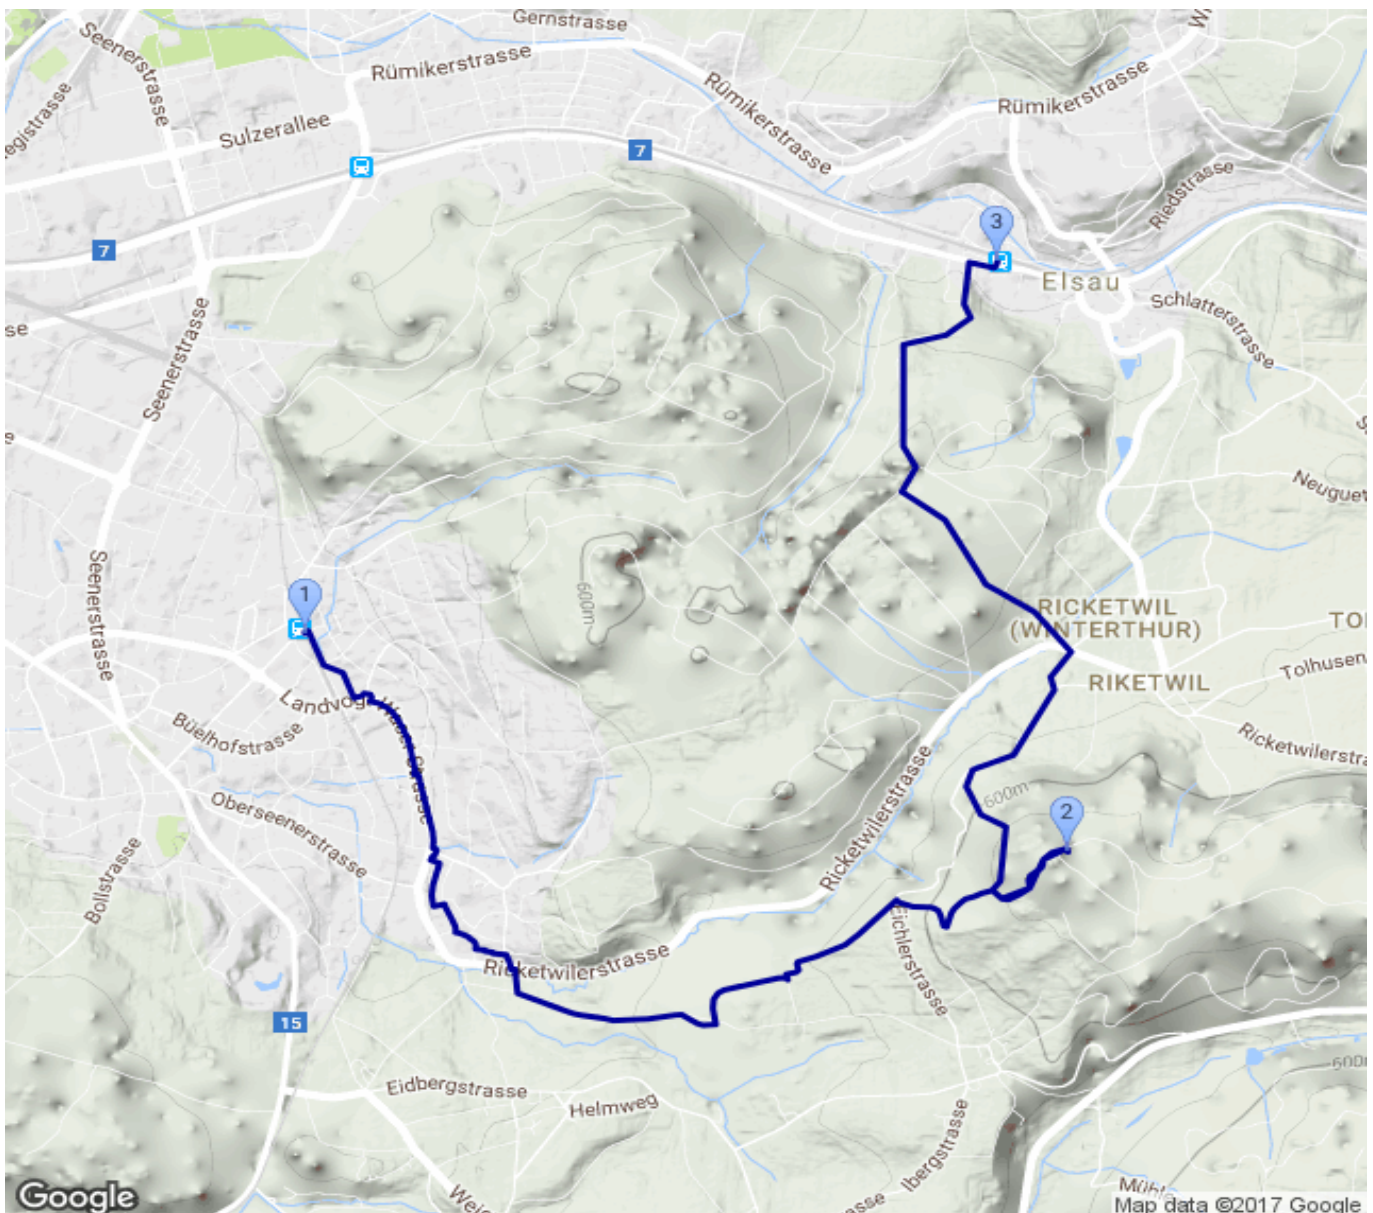 Gernstrasse
Seenerstrasse
Rümikerstrasse
Rümikerstrasse
Rümikerstrasse
Sulzerallee
7
7
Riedstrasse
3
Elsau
Schlatterstrasse
Seenerstrasse
Neuguet
Seenerstrasse
600m
1
RICKETWIL
(WINTERTHUR)
Tolhusen
RIKETWIL
Büelhofstrasse
Ricketwilerstra
Ricketwilerstrasse
Oberseenerstrasse
600m
2
Bollstrasse
Eichlerstrasse
Ricketwilerstrasse
15
Eidbergstrasse
Helmweg
Ibergstrasse
Google
Map data ©2017 Google